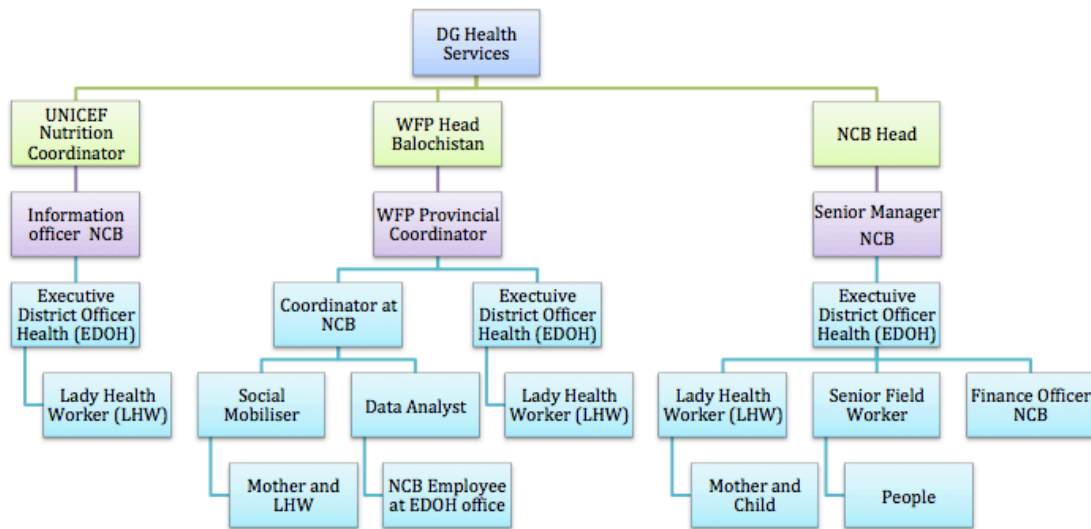 DG Health
Services
UNICEF
Nutrition
Coordinator
WFP Head
Balochistan
NCB Head
Information
officer NCB
WFP Provincial
Coordinator
Senior Manager
NCB
Executive
District Officer
Health (EDOH)
Coordinator at
NCB
Exectuive
District Officer
Health (EDOH)
Exectuive
District Officer
Health (EDOH)
Lady Health
Worker (LHW)
Social
Mobiliser
Data Analyst
Lady Health
Worker (LHW)
Lady Health
Worker (LHW)
Senior Field
Worker
Finance Officer
NCB
Mother and
LHW
NCB Employee
at EDOH office
Mother and
Child
People